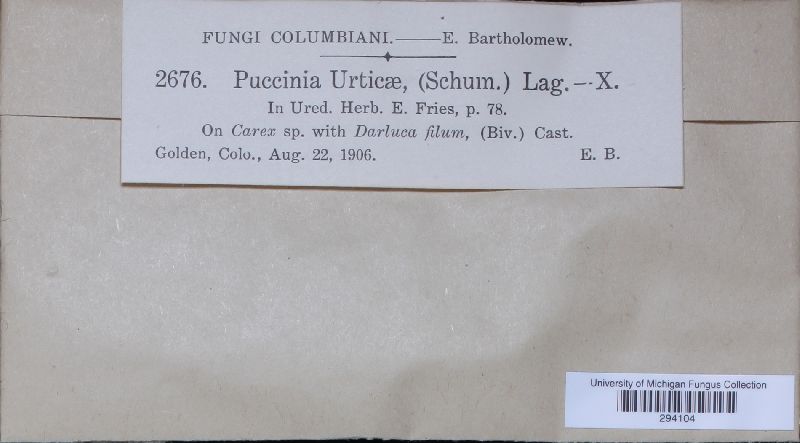 FUNGI COLUMBIANI.——E. Bartholomew.
2676. Puccinia Urticæ, (Schum.) Lag.—X.
In Ured. Herb. E. Fries, p. 78.
On Carex sp. with Darluca filum, (Biv.) Cast.
Golden, Colo., Aug. 22, 1906. E. B.
University of Michigan Fungus Collection
294104